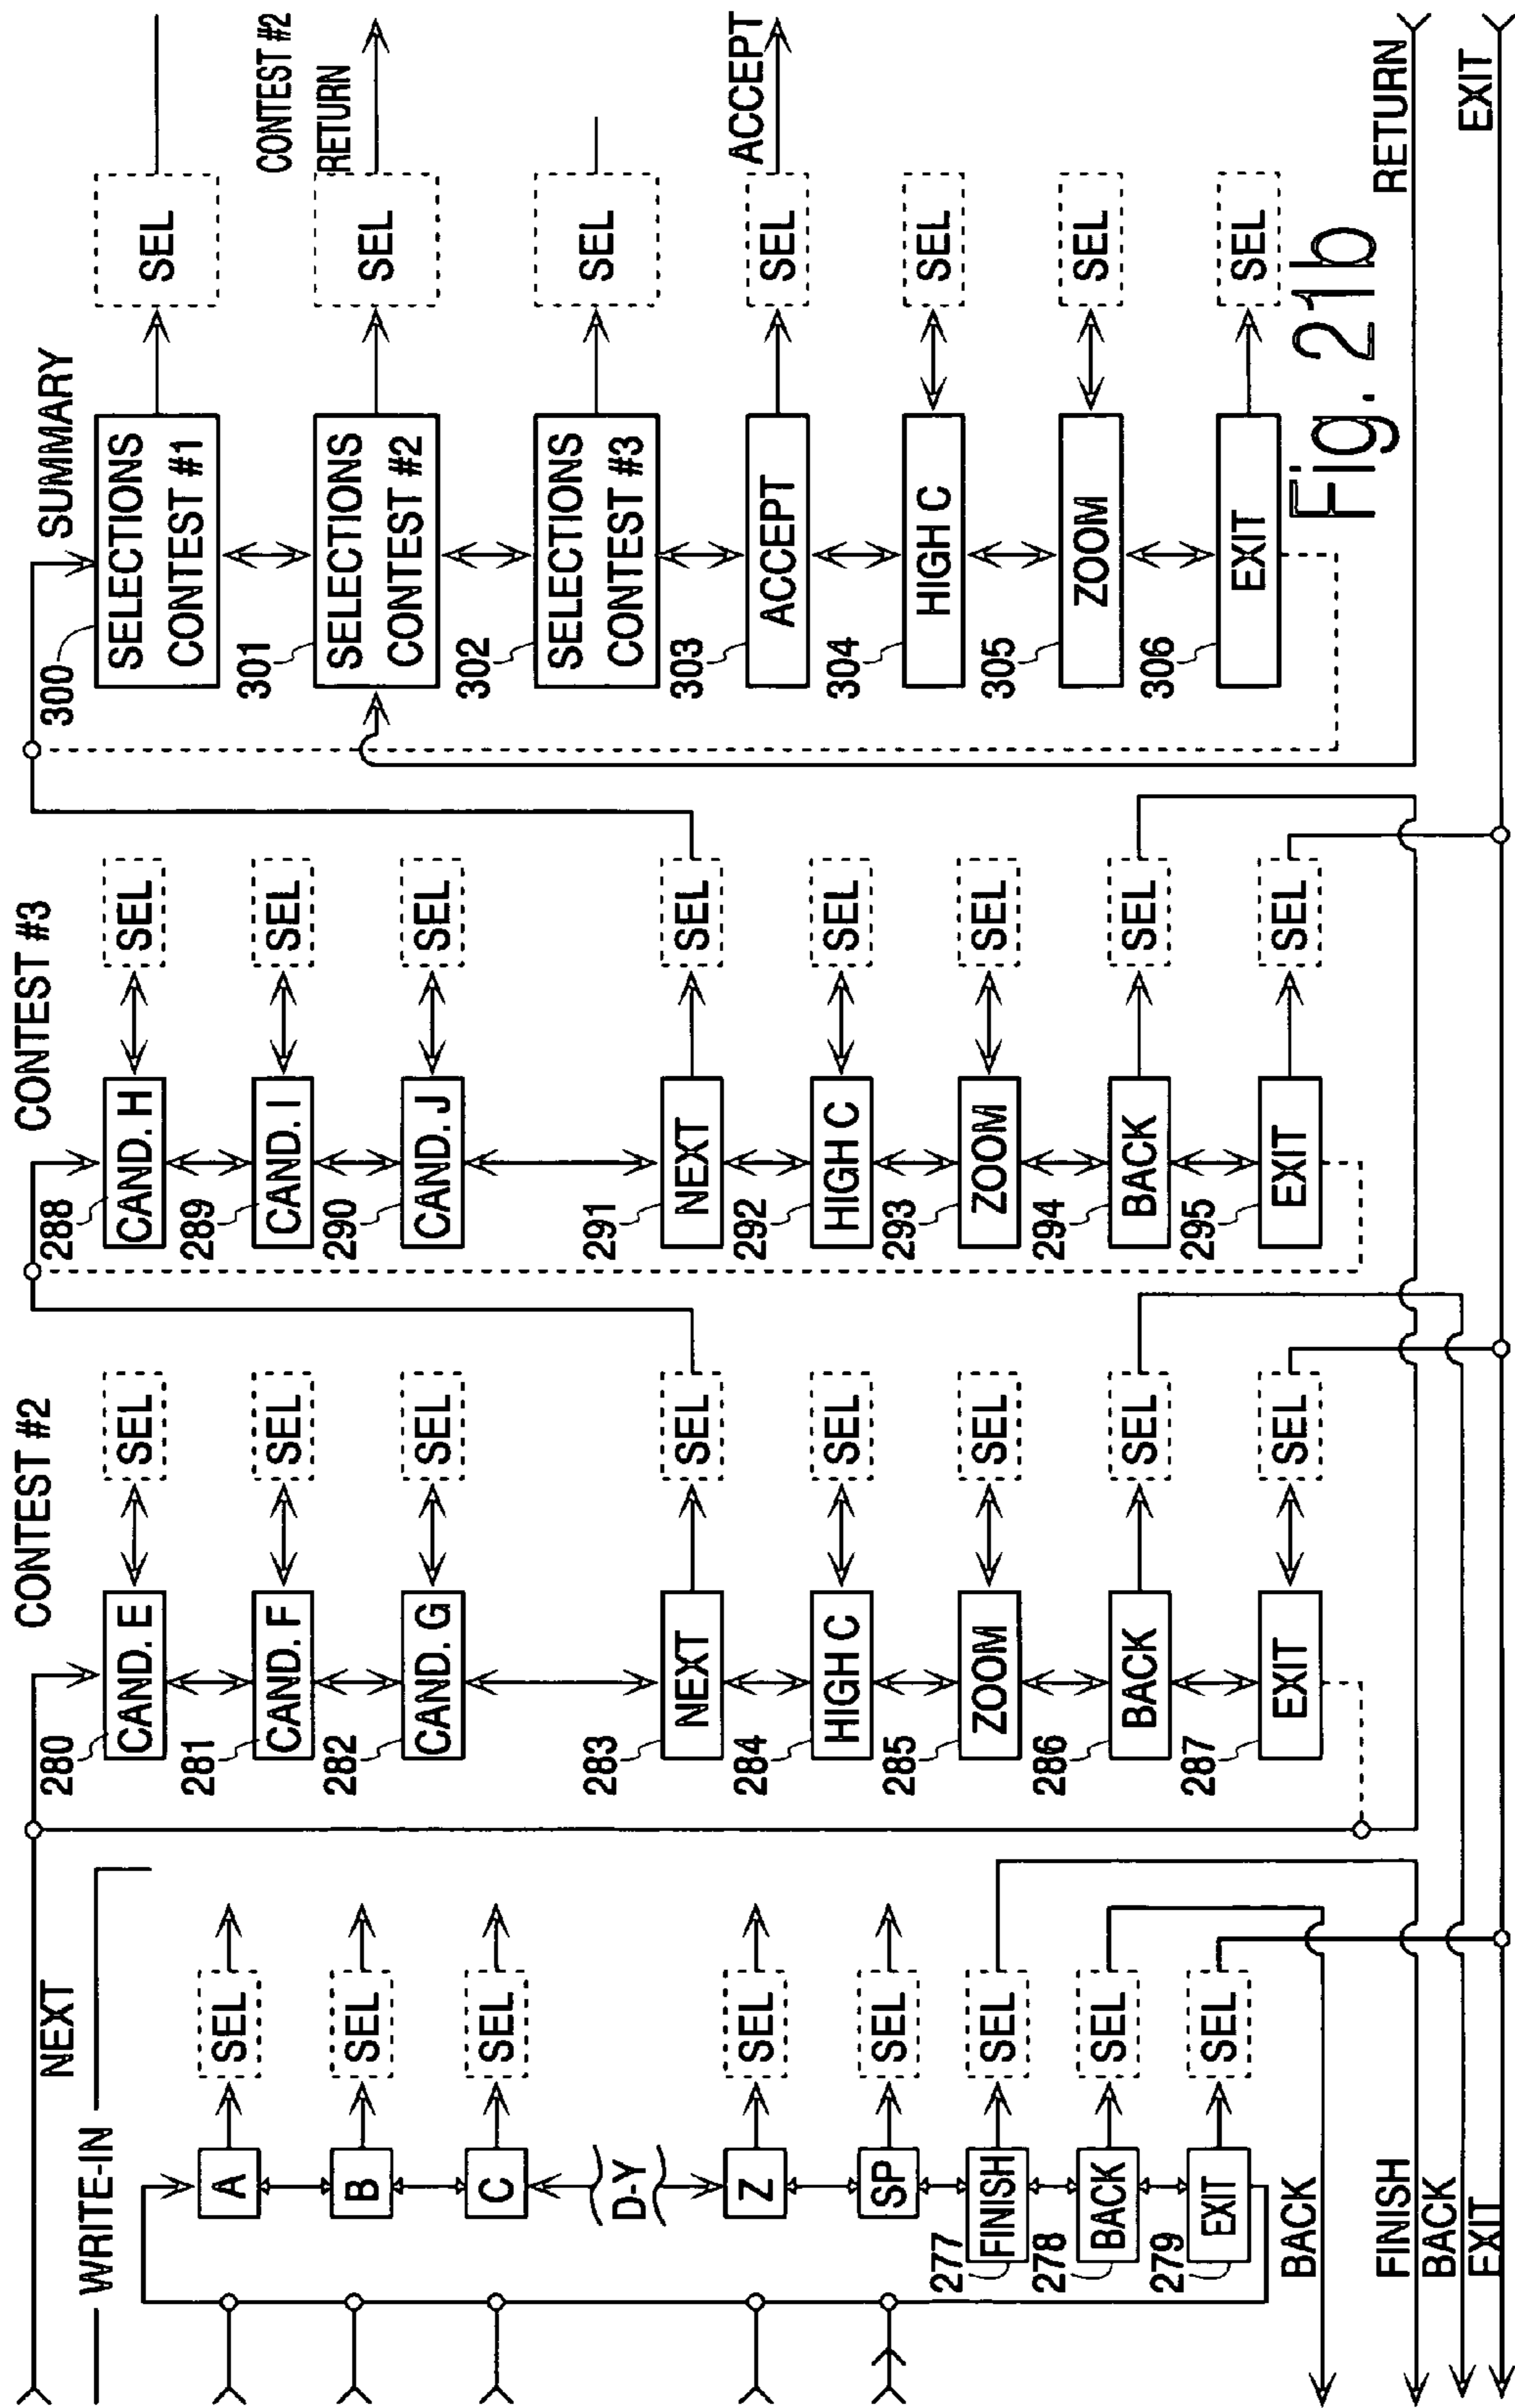 NEXT
WRITE-IN
A
SEL
B
SEL
C
SEL
D-Y
Z
SEL
SP
SEL
277
FINISH
SEL
278
BACK
SEL
279
EXIT
SEL
BACK
FINISH
BACK
EXIT
CONTEST #2
280
CAND. E
SEL
281
CAND. F
SEL
282
CAND. G
SEL
283
NEXT
SEL
284
HIGH C
SEL
285
ZOOM
SEL
286
BACK
SEL
287
EXIT
SEL
CONTEST #3
288
CAND. H
SEL
289
CAND. I
SEL
290
CAND. J
SEL
291
NEXT
SEL
292
HIGH C
SEL
293
ZOOM
SEL
294
BACK
SEL
295
EXIT
SEL
SUMMARY
300
SELECTIONS
CONTEST #1
SEL
301
SELECTIONS
CONTEST #2
SEL
CONTEST #2
RETURN
302
SELECTIONS
CONTEST #3
SEL
303
ACCEPT
SEL
ACCEPT
304
HIGH C
SEL
305
ZOOM
SEL
306
EXIT
SEL
Fig. 21b
RETURN
EXIT